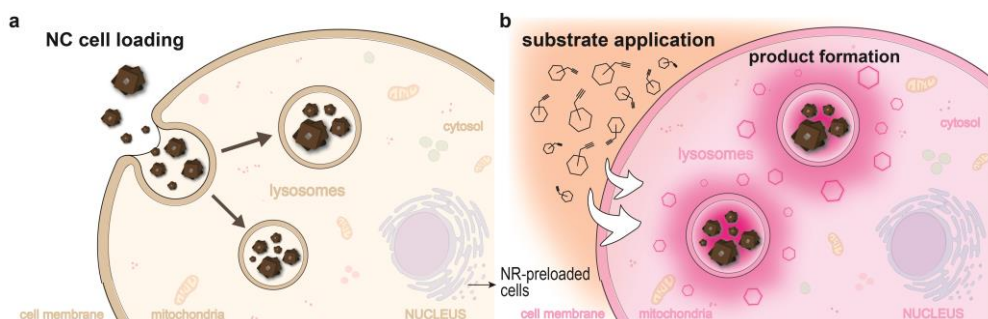 a
NC cell loading
cytosol
lysosomes
cell membrane
mitochondria
NUCLEUS
NR-preloaded
cells
b
substrate application
product formation
cytosol
lysosomes
cell membrane
mitochondria
NUCLEUS